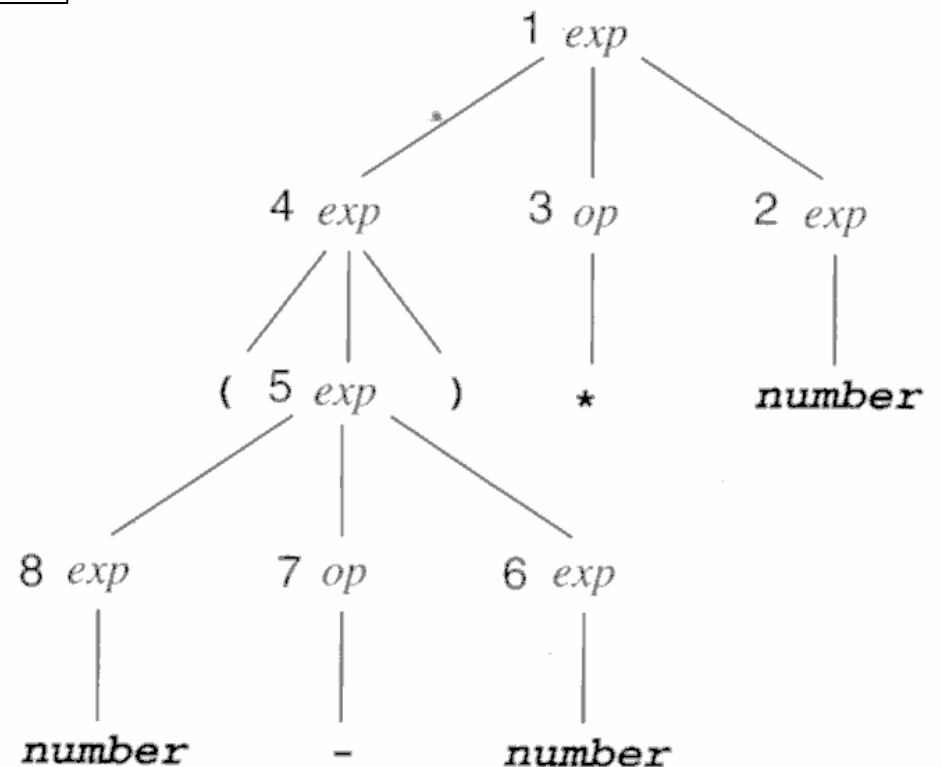 1 exp
4 exp 3 op 2 exp
( 5 exp ) * number
8 exp 7 op 6 exp
number - number